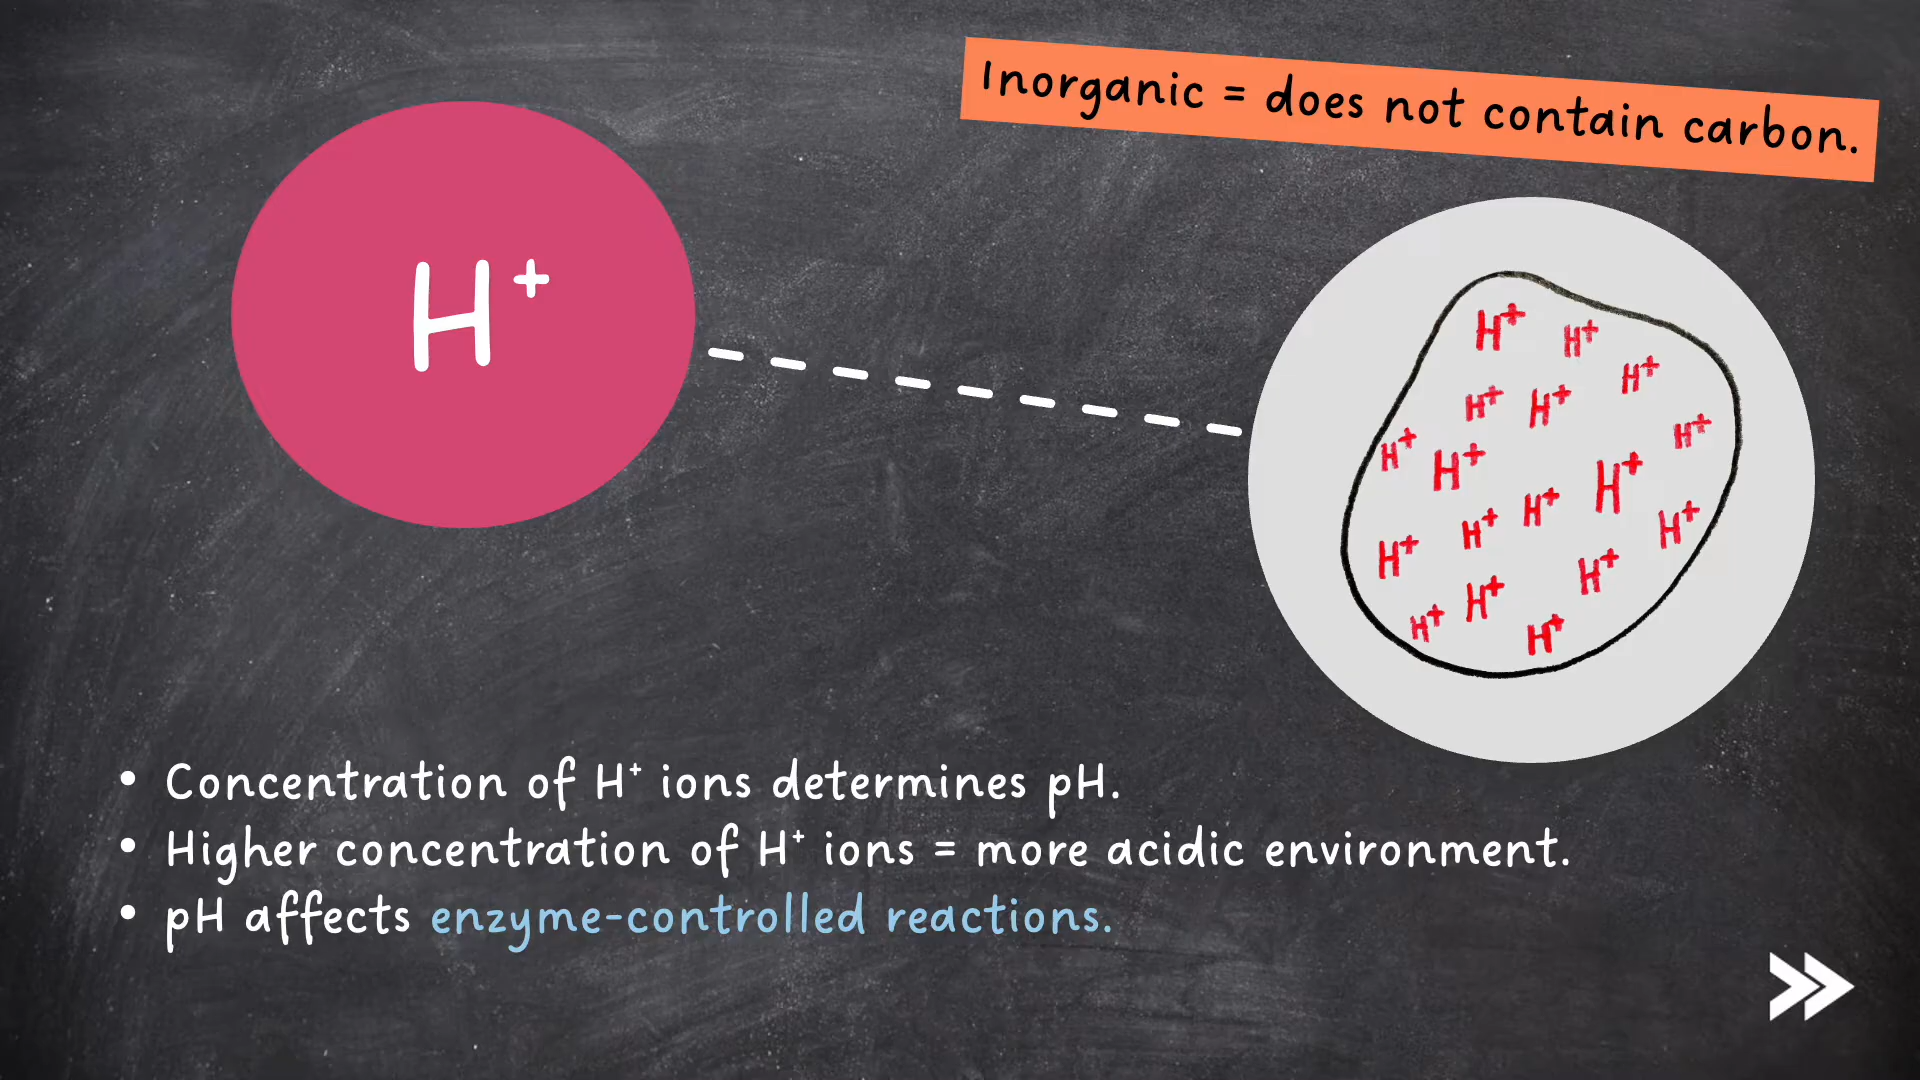 Inorganic = does not contain carbon.
H⁺
H⁺ H⁺
H⁺
H⁺ H⁺
H⁺
H⁺ H⁺
H⁺
H⁺ H⁺
H⁺
H⁺
H⁺
H⁺
H⁺
H⁺
• Concentration of H⁺ ions determines pH.
• Higher concentration of H⁺ ions = more acidic environment.
• pH affects enzyme-controlled reactions.